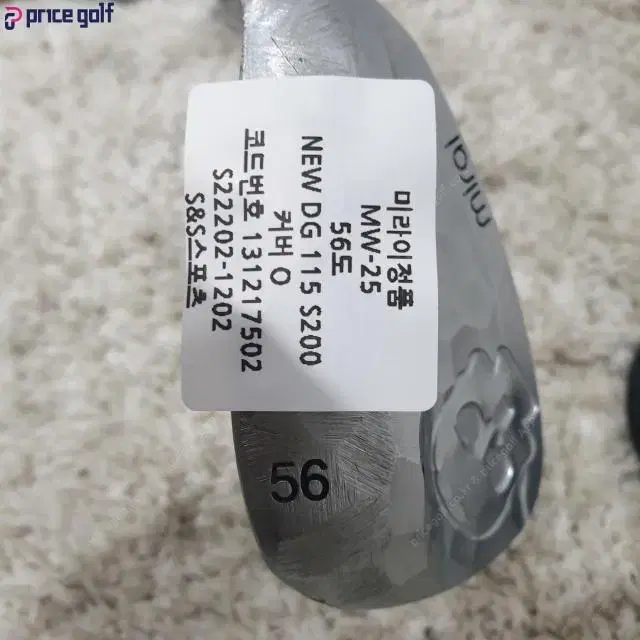 price golf
미라이정품
MW-25
56도
NEW DG 115 S200
커버 O
코드번호 131217502
S22202-1202
S&S스포츠
mirai
56